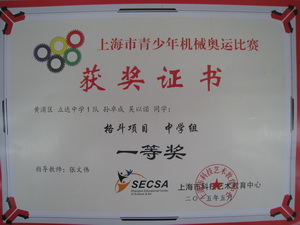 上海市青少年机械奥运比赛
获奖证书
黄浦区 立达中学1队 孙卓成 吴以谌 同学：
格斗项目 中学组
一等奖
指导教师：张文伟
SECSA
上海市科技艺术教育中心
二〇一五年五月